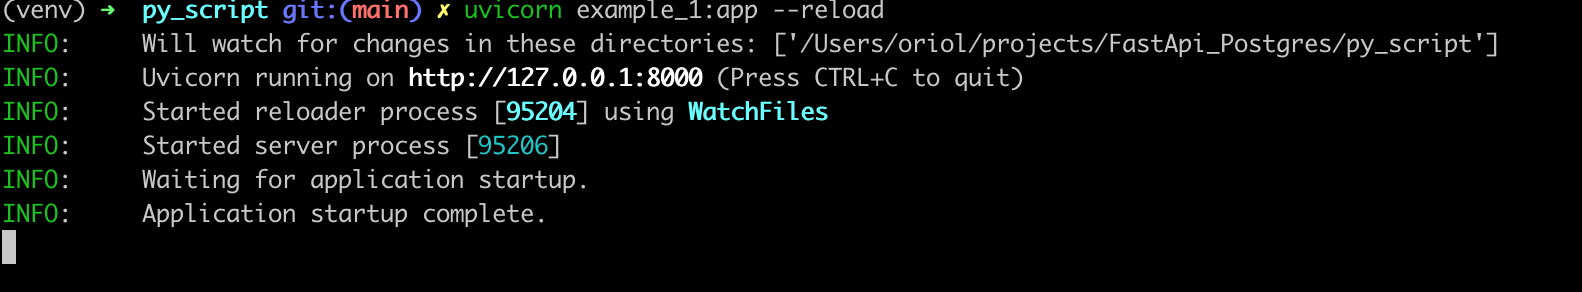 (venv) → py_script git:(main) ✗ uvicorn example_1:app --reload
INFO:     Will watch for changes in these directories: ['/Users/oriol/projects/FastApi_Postgres/py_script']
INFO:     Uvicorn running on http://127.0.0.1:8000 (Press CTRL+C to quit)
INFO:     Started reloader process [95204] using WatchFiles
INFO:     Started server process [95206]
INFO:     Waiting for application startup.
INFO:     Application startup complete.